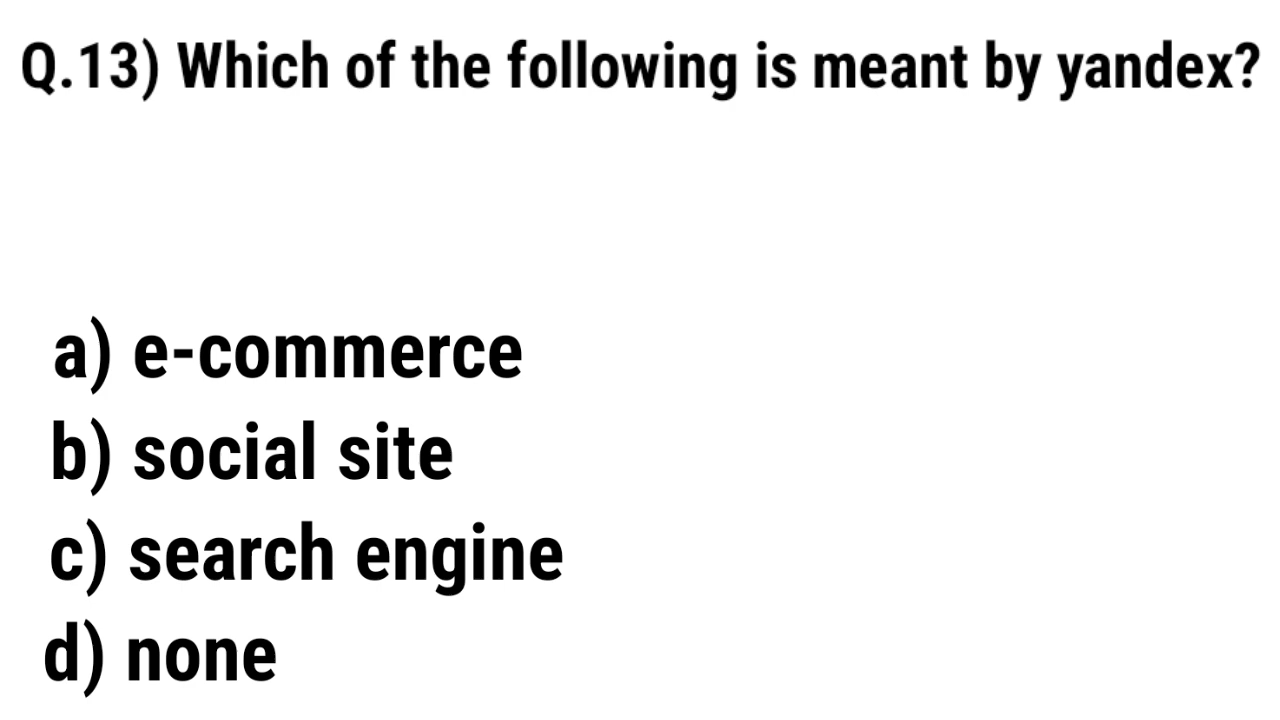 Q.13) Which of the following is meant by yandex?
a) e-commerce
b) social site
c) search engine
d) none